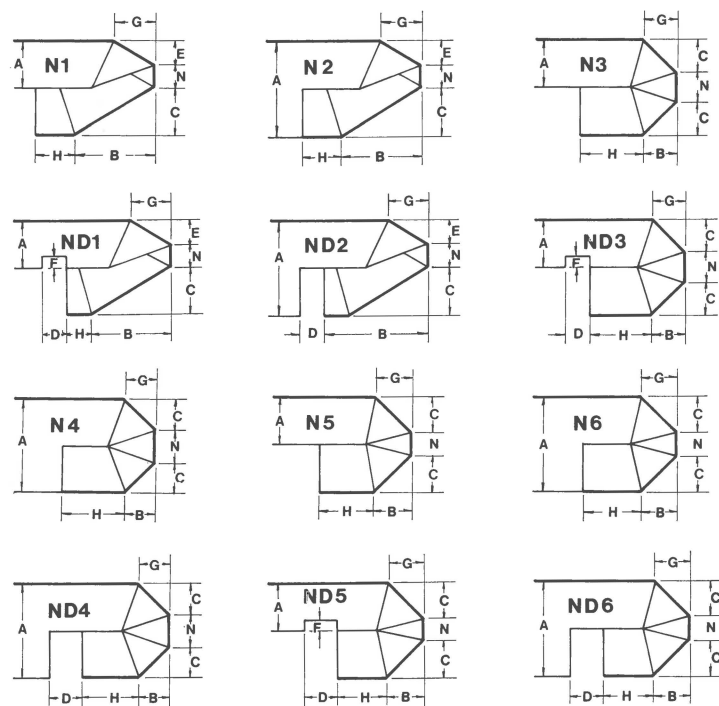 G G G
A N1 E N C
A N2 E N C
A N3 C N C
H B H B H B
G G G
A ND1 F E N C
A ND2 E N C
A ND3 F C N C
D H B D B D H B
G G G
A N4 C N C
A N5 C N C
A N6 C N C
H B H B H B
G G G
A ND4 C N C
A ND5 F C N C
A ND6 C N C
D H B D H B D H B